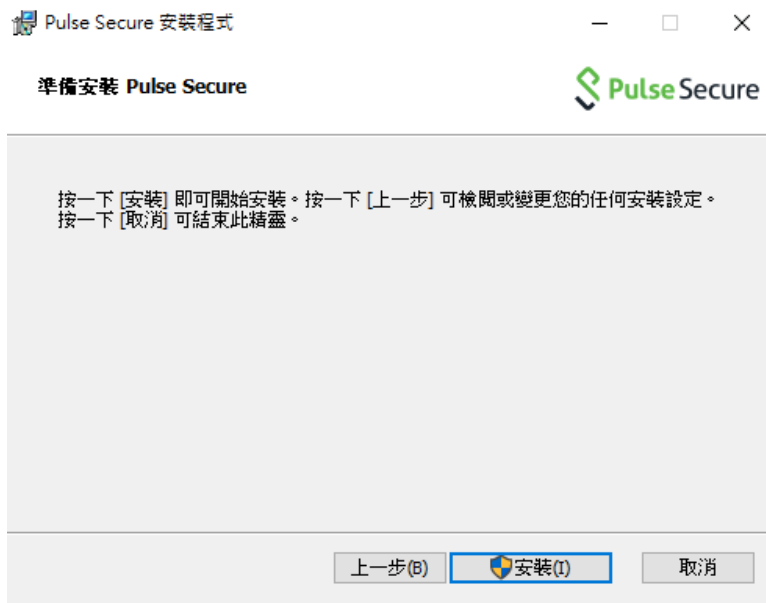 Pulse Secure 安裝程式
準備安裝 Pulse Secure
Pulse Secure
按一下 [安裝] 即可開始安裝。按一下 [上一步] 可檢閱或變更您的任何安裝設定。
按一下 [取消] 可結束此精靈。
上一步(B)
安裝(I)
取消